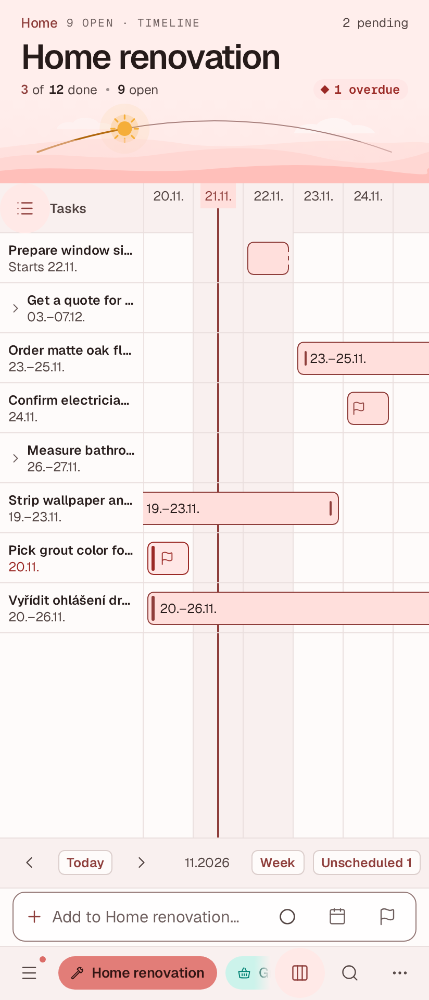 Home 9 OPEN · TIMELINE
2 pending
Home renovation
3 of 12 done • 9 open
◆ 1 overdue
Tasks
20.11. 21.11. 22.11. 23.11. 24.11.
Prepare window si...
Starts 22.11.
Get a quote for ...
03.–07.12.
Order matte oak fl...
23.–25.11.
23.–25.11.
Confirm electricia...
24.11.
Measure bathro...
26.–27.11.
Strip wallpaper an...
19.–23.11.
19.–23.11.
Pick grout color fo...
20.11.
Vyřídit ohlášení dr...
20.–26.11.
20.–26.11.
Today
11.2026
Week
Unscheduled 1
+ Add to Home renovation...
Home renovation
G